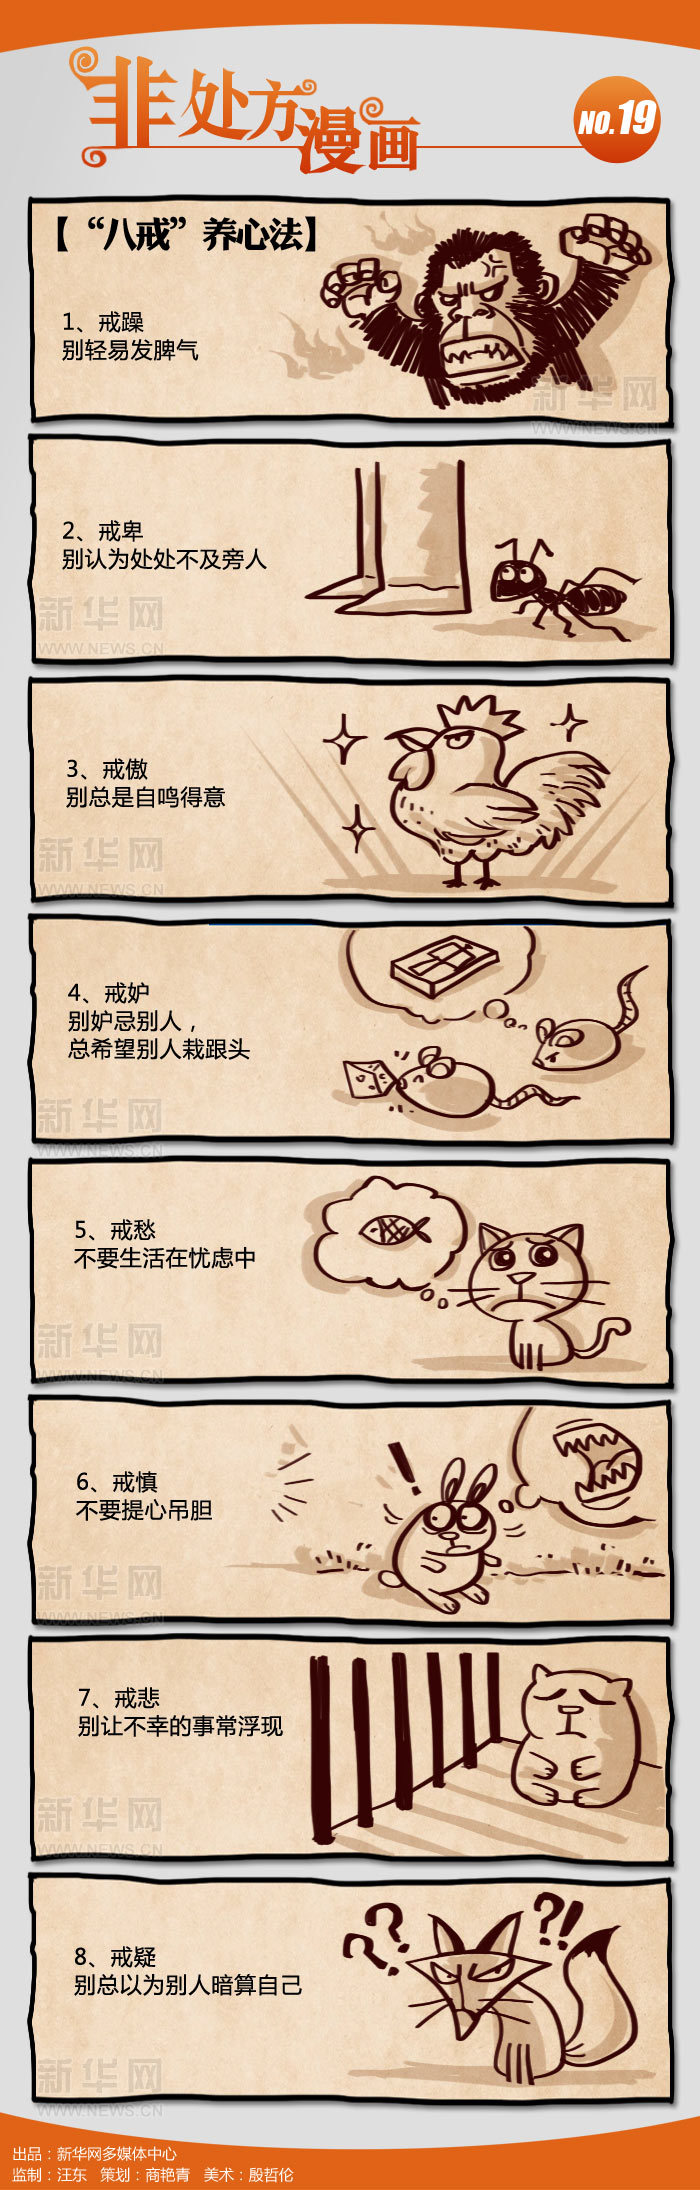 非处方漫画
NO.19
【“八戒”养心法】
1、戒躁
别轻易发脾气
新华网
WWW.NEWS.CN
2、戒卑
别认为处处不及旁人
新华网
WWW.NEWS.CN
3、戒傲
别总是自鸣得意
新华网
WWW.NEWS.CN
4、戒妒
别妒忌别人，
总希望别人栽跟头
新华网
WWW.NEWS.CN
5、戒愁
不要生活在忧虑中
新华网
WWW.NEWS.CN
6、戒慎
不要提心吊胆
新华网
WWW.NEWS.CN
7、戒悲
别让不幸的事常浮现
新华网
WWW.NEWS.CN
8、戒疑
别总以为别人暗算自己
新华网
WWW.NEWS.CN
出品：新华网多媒体中心
监制：汪东 策划：商艳青 美术：殷哲伦